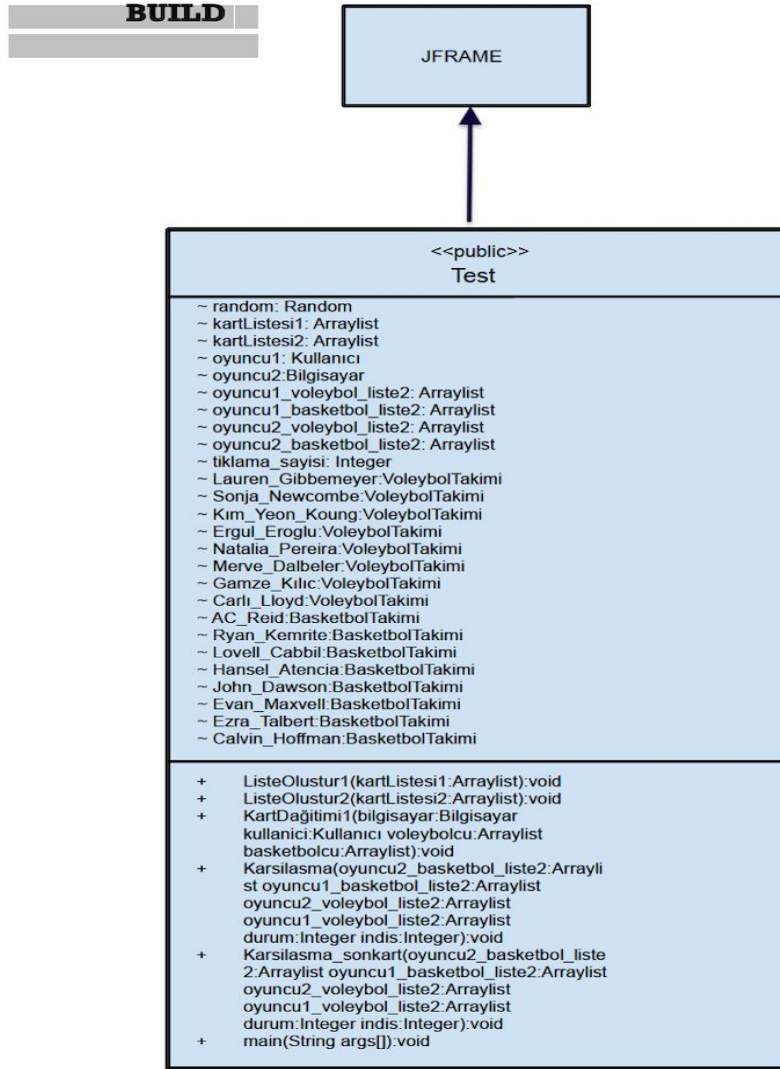 BUILD
JFRAME
<<public>>
Test
~ random: Random
~ kartListesi1: Arraylist
~ kartListesi2: Arraylist
~ oyuncu1: Kullanıcı
~ oyuncu2:Bilgisayar
~ oyuncu1_voleybol_liste2: Arraylist
~ oyuncu1_basketbol_liste2: Arraylist
~ oyuncu2_voleybol_liste2: Arraylist
~ oyuncu2_basketbol_liste2: Arraylist
~ tiklama_sayisi: Integer
~ Lauren_Gibbemeyer:VoleybolTakimi
~ Sonja_Newcombe:VoleybolTakimi
~ Kım_Yeon_Koung:VoleybolTakimi
~ Ergul_Eroglu:VoleybolTakimi
~ Natalia_Pereira:VoleybolTakimi
~ Merve_Dalbeler:VoleybolTakimi
~ Gamze_Kılıc:VoleybolTakimi
~ Carlı_Lloyd:VoleybolTakimi
~ AC_Reid:BasketbolTakimi
~ Ryan_Kemrite:BasketbolTakimi
~ Lovell_Cabbil:BasketbolTakimi
~ Hansel_Atencia:BasketbolTakimi
~ John_Dawson:BasketbolTakimi
~ Evan_Maxvell:BasketbolTakimi
~ Ezra_Talbert:BasketbolTakimi
~ Calvin_Hoffman:BasketbolTakimi
+ ListeOlustur1(kartListesi1:Arraylist):void
+ ListeOlustur2(kartListesi2:Arraylist):void
+ KartDağitimi1(bilgisayar:Bilgisayar
kullanici:Kullanıcı voleybolcu:Arraylist
basketbolcu:Arraylist):void
+ Karsilasma(oyuncu2_basketbol_liste2:Arrayli
st oyuncu1_basketbol_liste2:Arraylist
oyuncu2_voleybol_liste2:Arraylist
oyuncu1_voleybol_liste2:Arraylist
durum:Integer indis:Integer):void
+ Karsilasma_sonkart(oyuncu2_basketbol_liste
2:Arraylist oyuncu1_basketbol_liste2:Arraylist
oyuncu2_voleybol_liste2:Arraylist
oyuncu1_voleybol_liste2:Arraylist
durum:Integer indis:Integer):void
+ main(String args[]):void